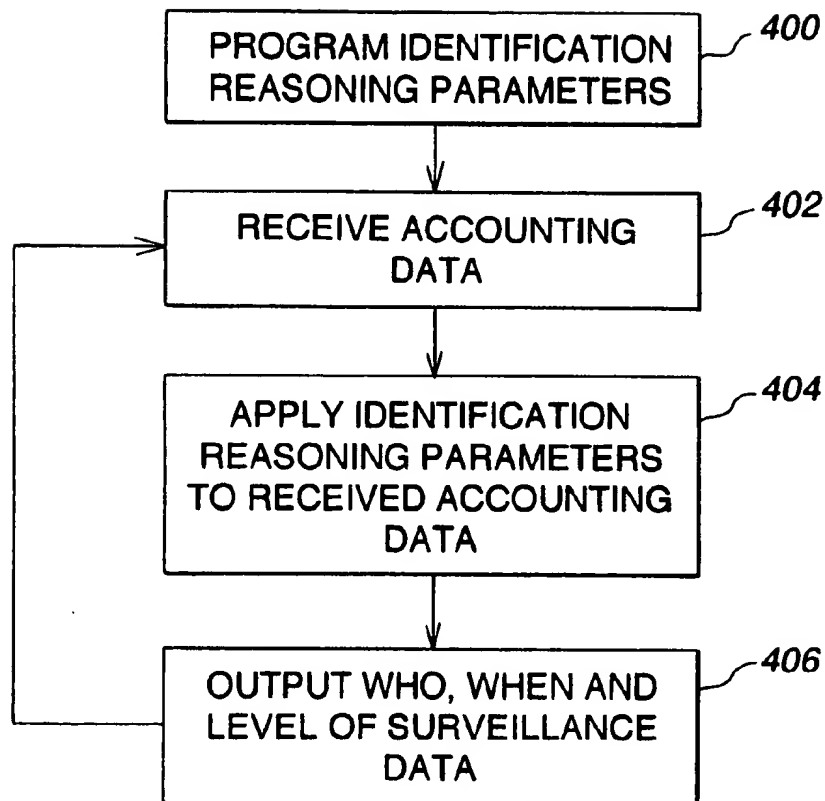 PROGRAM IDENTIFICATION
REASONING PARAMETERS
400
RECEIVE ACCOUNTING
DATA
402
APPLY IDENTIFICATION
REASONING PARAMETERS
TO RECEIVED ACCOUNTING
DATA
404
OUTPUT WHO, WHEN AND
LEVEL OF SURVEILLANCE
DATA
406